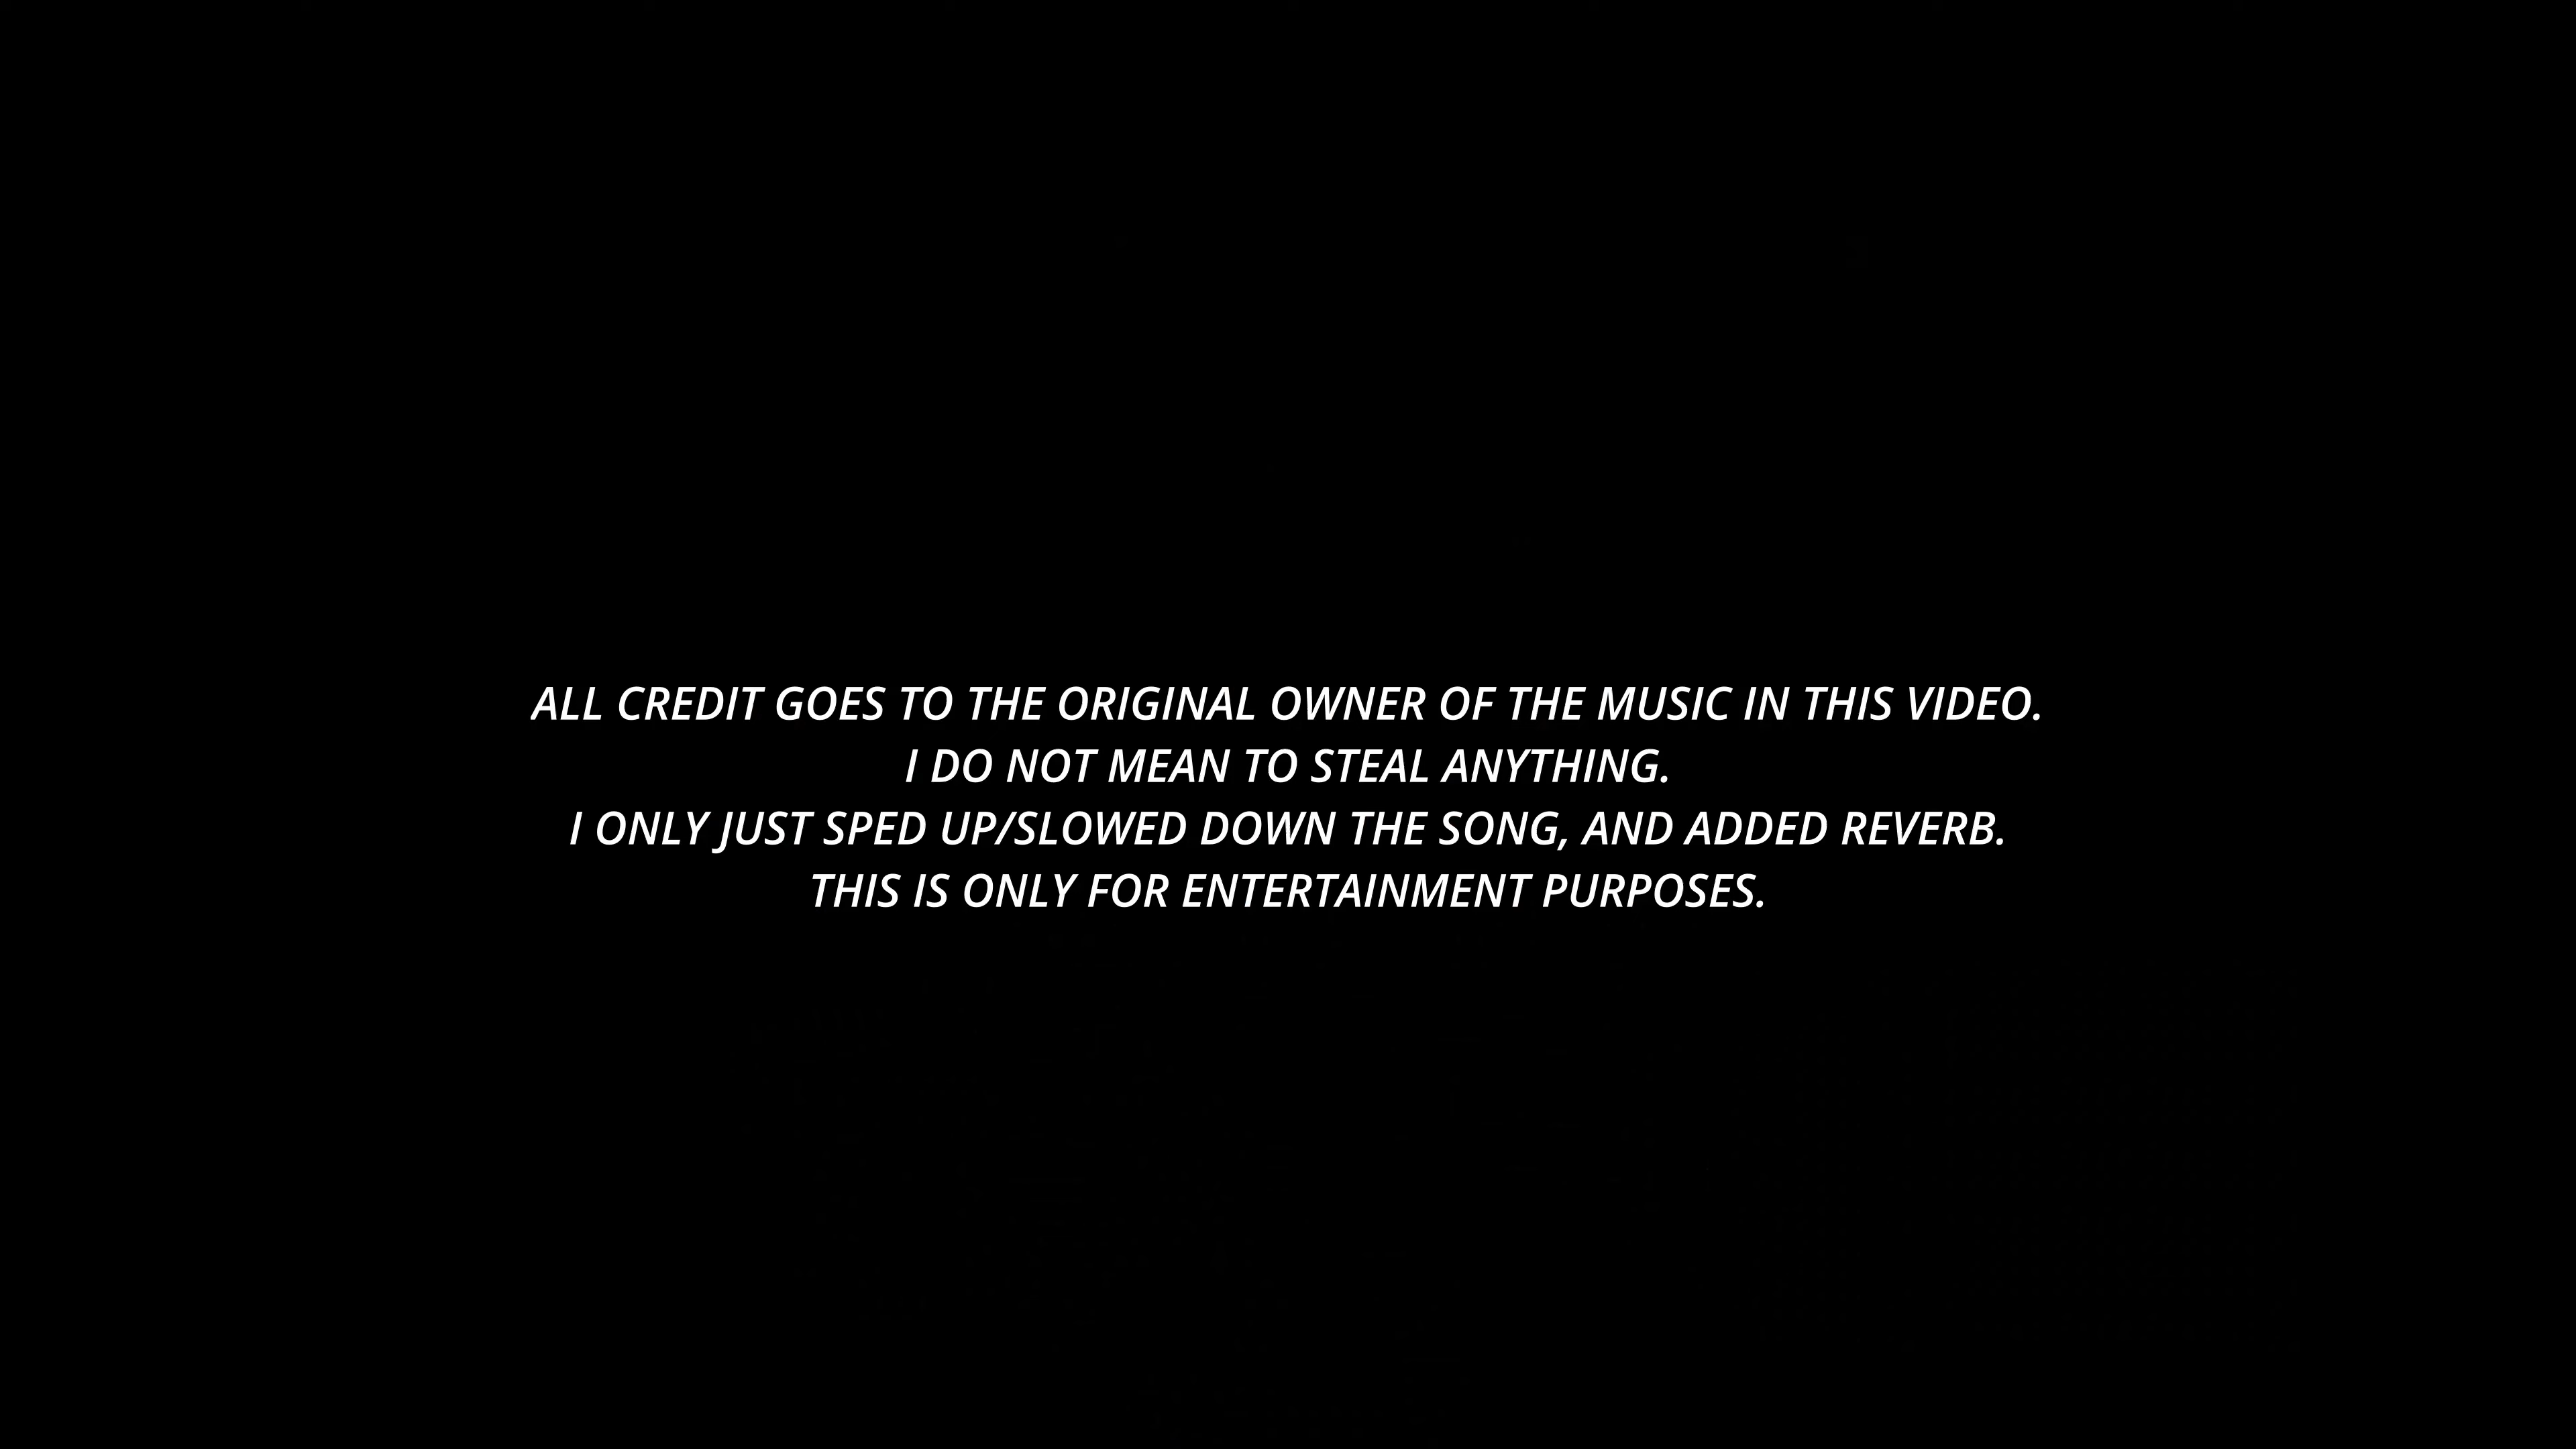 ALL CREDIT GOES TO THE ORIGINAL OWNER OF THE MUSIC IN THIS VIDEO.
I DO NOT MEAN TO STEAL ANYTHING.
I ONLY JUST SPED UP/SLOWED DOWN THE SONG, AND ADDED REVERB.
THIS IS ONLY FOR ENTERTAINMENT PURPOSES.